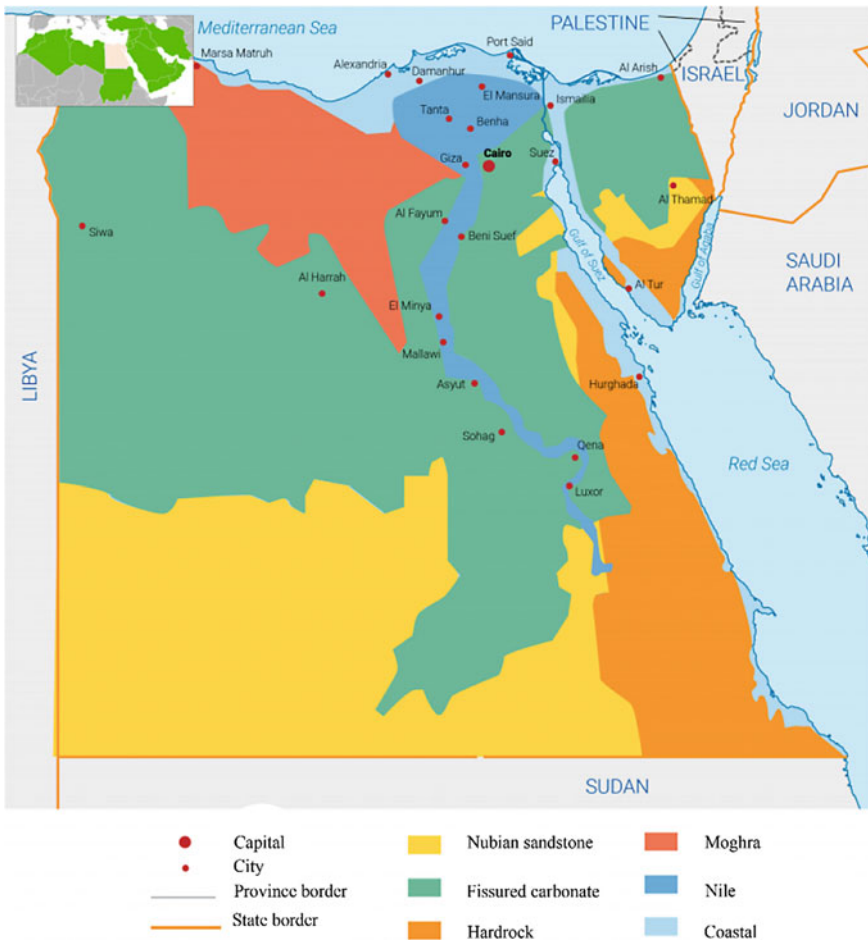 Mediterranean Sea
PALESTINE
Marsa Matruh
Alexandria
Damanhur
Port Said
Al Arish
ISRAEL
El Mansura
Ismailia
JORDAN
Tanta
Benha
Giza
Cairo
Suez
Al Thamad
Siwa
Al Fayum
Beni Suef
Gulf of Suez
Gulf of Aqaba
SAUDI
ARABIA
Al Harrah
Al Tur
El Minya
Mallawi
LIBYA
Asyut
Hurghada
Sohag
Qena
Red Sea
Luxor
SUDAN
Capital
City
Province border
State border
Nubian sandstone
Fissured carbonate
Hardrock
Moghra
Nile
Coastal